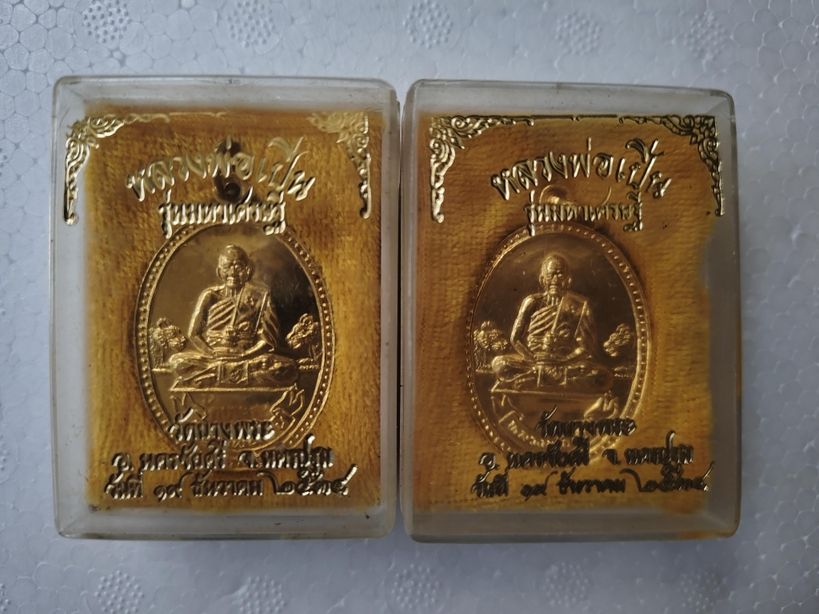 หลวงพ่อเปิ่น
รุ่นมหาเศรษฐี
วัดบางพระ
อ. นครชัยศรี จ. นครปฐม
วันที่ ๑๙ ธันวาคม ๒๕๓๘
หลวงพ่อเปิ่น
รุ่นมหาเศรษฐี
วัดบางพระ
อ. นครชัยศรี จ. นครปฐม
วันที่ ๑๙ ธันวาคม ๒๕๓๘